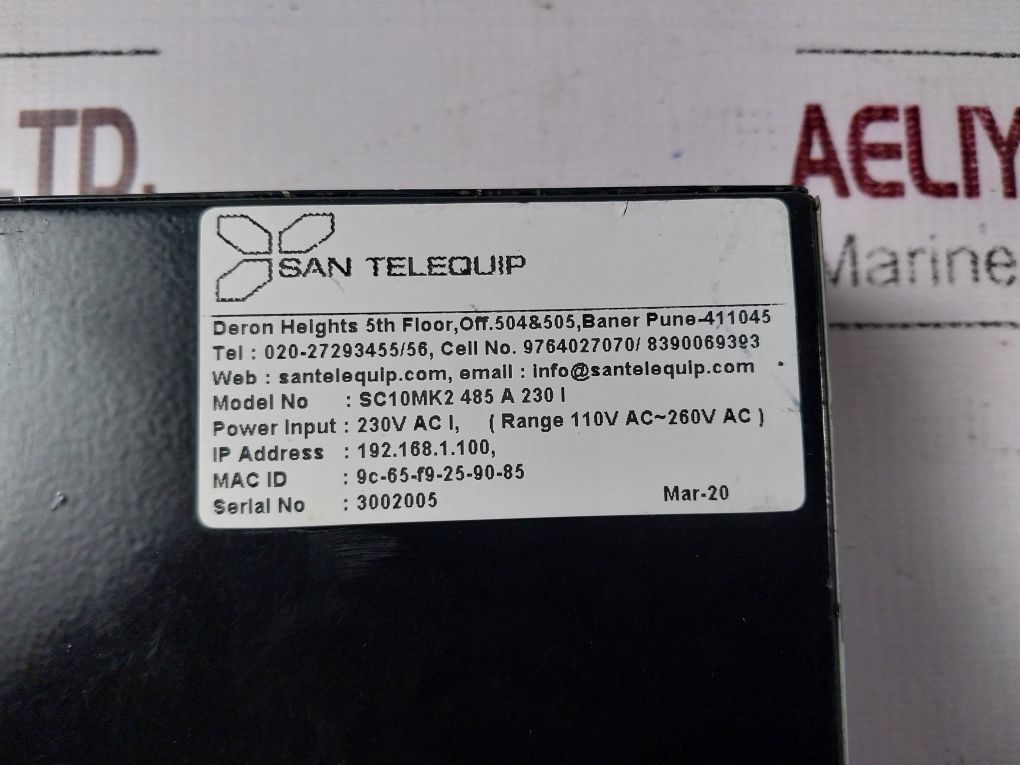 LTD.
AELIY
Marine
SAN TELEQUIP
Deron Heights 5th Floor,Off.504&505,Baner Pune-411045
Tel : 020-27293455/56, Cell No. 9764027070/ 8390069393
Web : santelequip.com, email : info@santelequip.com
Model No : SC10MK2 485 A 230 I
Power Input : 230V AC I, ( Range 110V AC~260V AC )
IP Address : 192.168.1.100,
MAC ID : 9c-65-f9-25-90-85
Serial No : 3002005 Mar-20